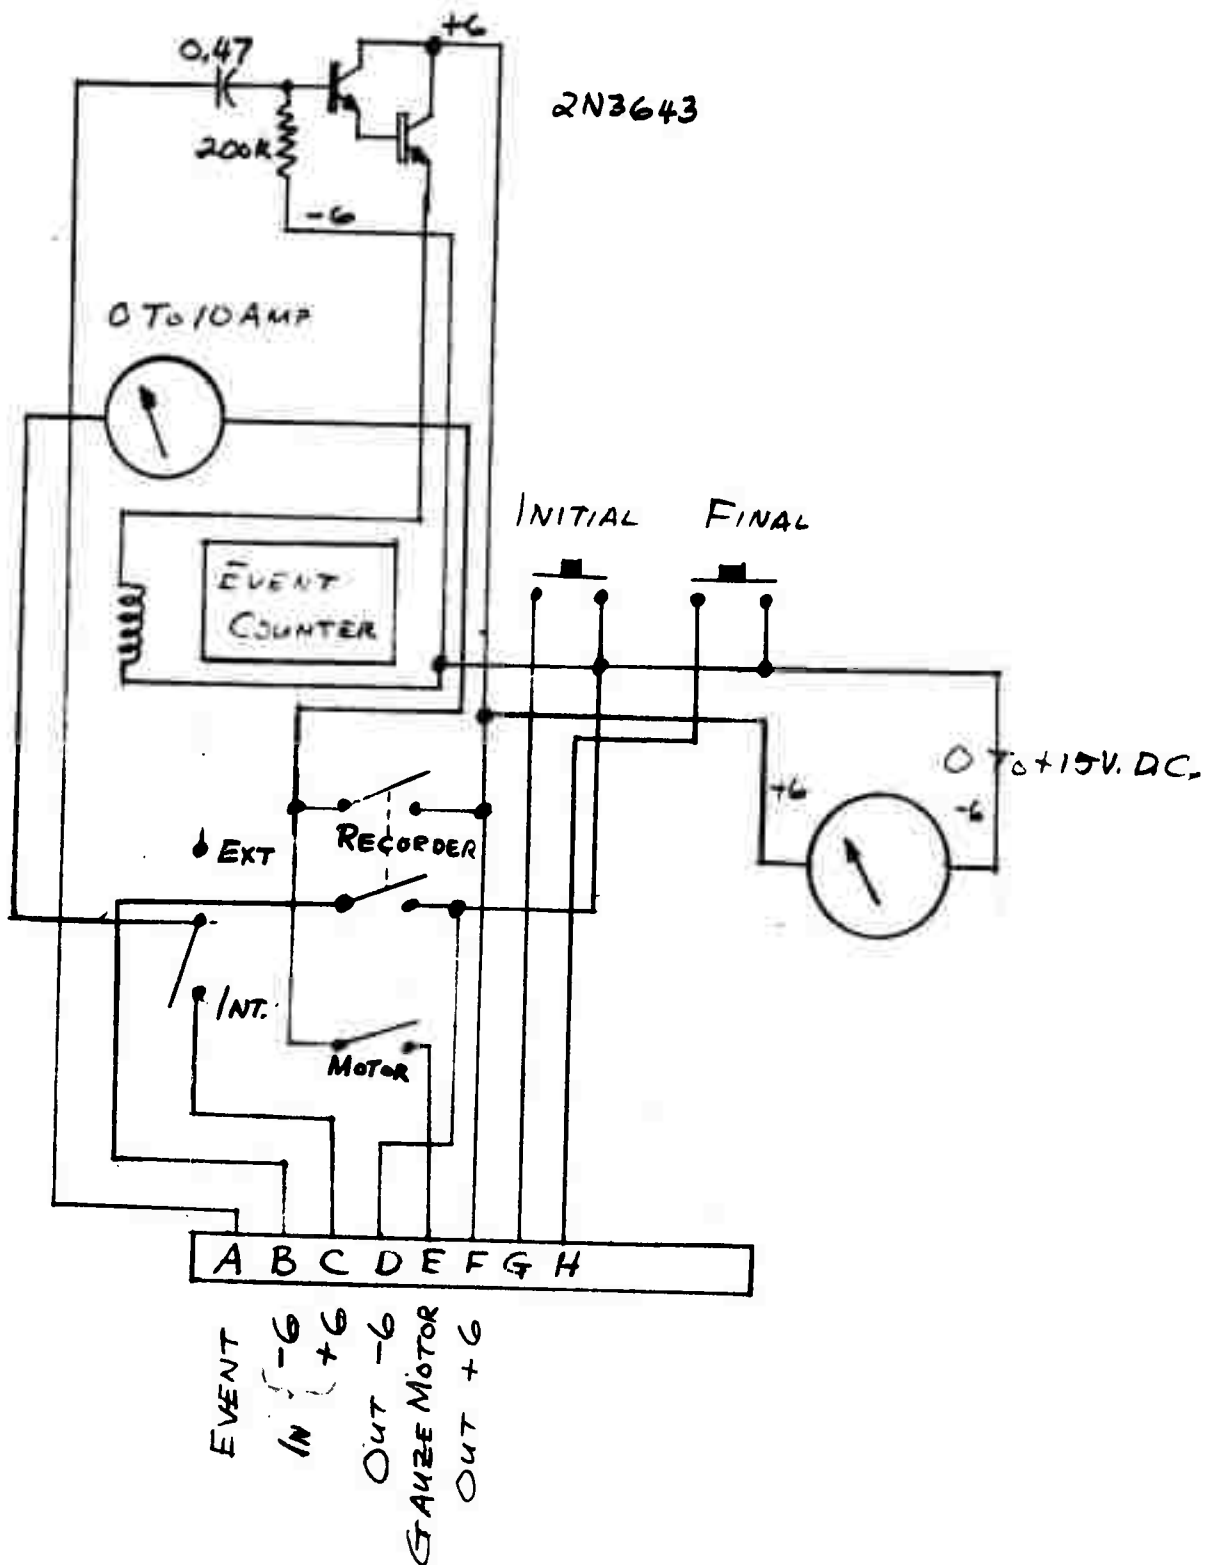 +6
0.47
2N3643
200K
-6
0 To 10 AMP
INITIAL FINAL
EVENT
COUNTER
0 To +15V. D.C.
+6
-6
RECORDER
EXT
INT.
MOTOR
A B C D E F G H
EVENT
IN { -6
+6
OUT -6
GAUZE MOTOR
OUT +6